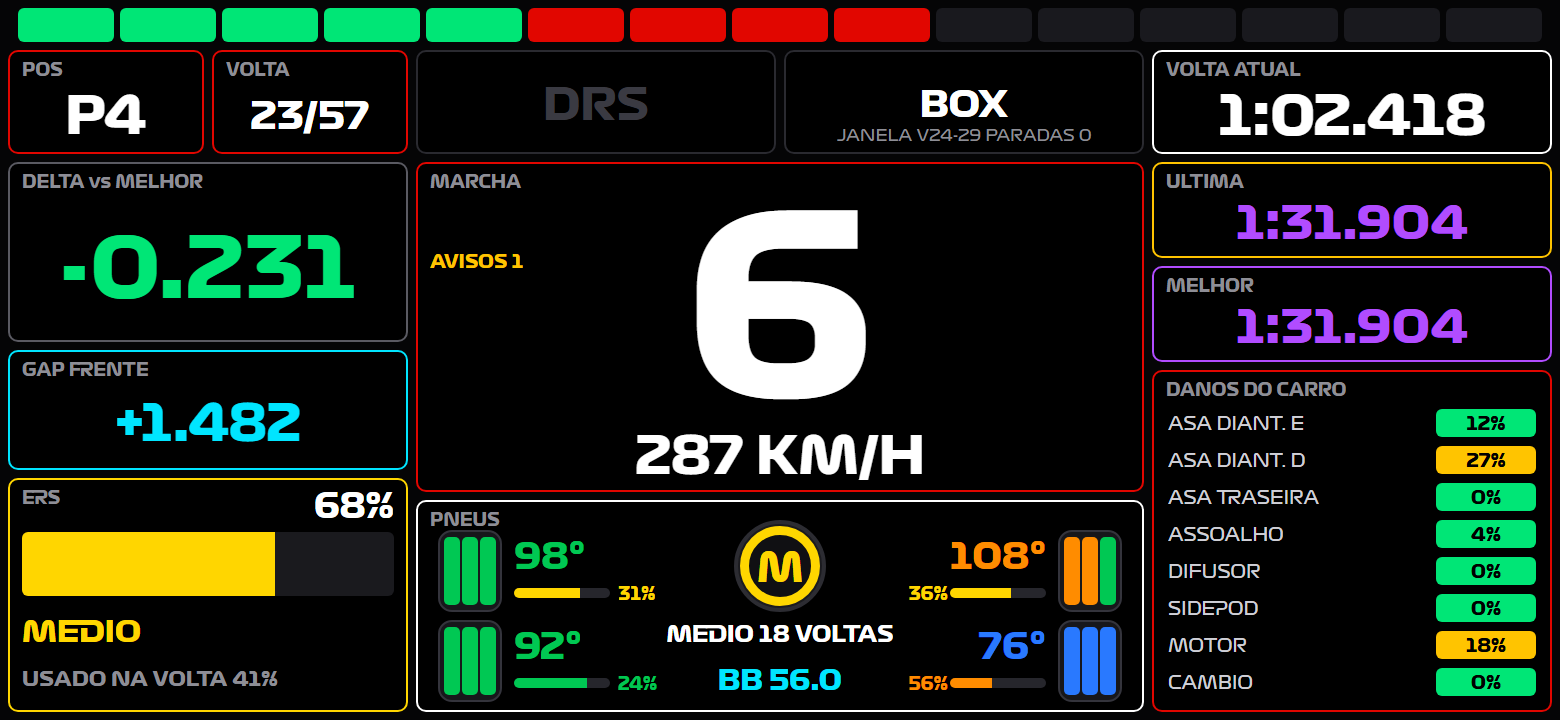 POS
P4
VOLTA
23/57
DRS
BOX
JANELA V24-29 PARADAS 0
VOLTA ATUAL
1:02.418
DELTA vs MELHOR
-0.231
MARCHA
AVISOS 1
6
287 KM/H
ULTIMA
1:31.904
MELHOR
1:31.904
GAP FRENTE
+1.482
ERS
68%
MEDIO
USADO NA VOLTA 41%
PNEUS
98°
31%
M
108°
36%
92°
24%
MEDIO 18 VOLTAS
BB 56.0
76°
56%
DANOS DO CARRO
ASA DIANT. E 12%
ASA DIANT. D 27%
ASA TRASEIRA 0%
ASSOALHO 4%
DIFUSOR 0%
SIDEPOD 0%
MOTOR 18%
CAMBIO 0%